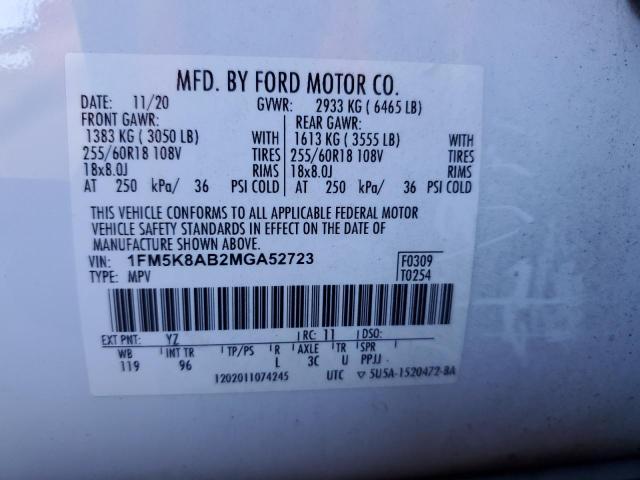 MFD. BY FORD MOTOR CO.
DATE: 11/20 GVWR: 2933 KG ( 6465 LB)
FRONT GAWR: REAR GAWR:
1383 KG ( 3050 LB) WITH 1613 KG ( 3555 LB) WITH
255/60R18 108V TIRES 255/60R18 108V TIRES
18x8.0J RIMS 18x8.0J RIMS
AT 250 kPa/ 36 PSI COLD AT 250 kPa/ 36 PSI COLD
THIS VEHICLE CONFORMS TO ALL APPLICABLE FEDERAL MOTOR
VEHICLE SAFETY STANDARDS IN EFFECT ON THE DATE OF
MANUFACTURE SHOWN ABOVE.
1FM5K8AB2MGA52723 F0309
TYPE: MPV T0254
EXT PNT: YZ RC: 11 DSO:
WB INT TR TP/PS R AXLE TR SPR
119 96 L 3C U PPJJ
1202011074245 UTC ▽ 5U5A-1520472-BA